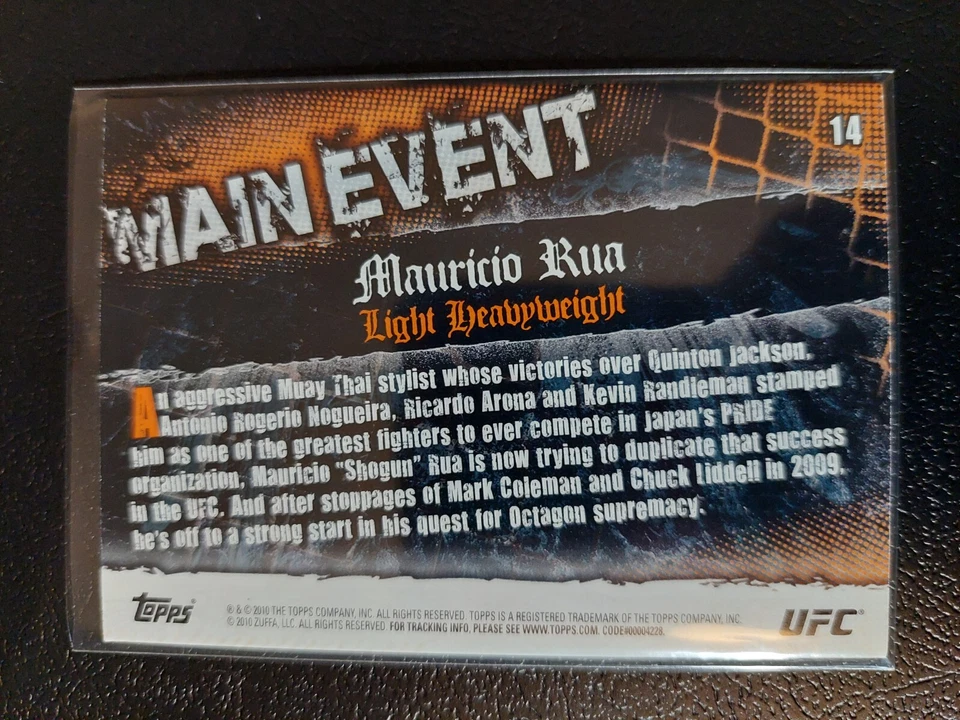 MAIN EVENT
14
Mauricio Rua
Light Heavyweight
An aggressive Muay Thai stylist whose victories over Quinton Jackson,
Antonio Rogerio Nogueira, Ricardo Arona and Kevin Randleman stamped
him as one of the greatest fighters to ever compete in Japan's PRIDE
organization, Mauricio "Shogun" Rua is now trying to duplicate that success
in the UFC. And after stoppages of Mark Coleman and Chuck Liddell in 2009,
he's off to a strong start in his quest for Octagon supremacy.
Topps®
® & © 2010 THE TOPPS COMPANY, INC. ALL RIGHTS RESERVED. TOPPS IS A REGISTERED TRADEMARK OF THE TOPPS COMPANY, INC.
© 2010 ZUFFA, LLC. ALL RIGHTS RESERVED. FOR TRACKING INFO, PLEASE SEE WWW.TOPPS.COM. CODE#00004228.
UFC®